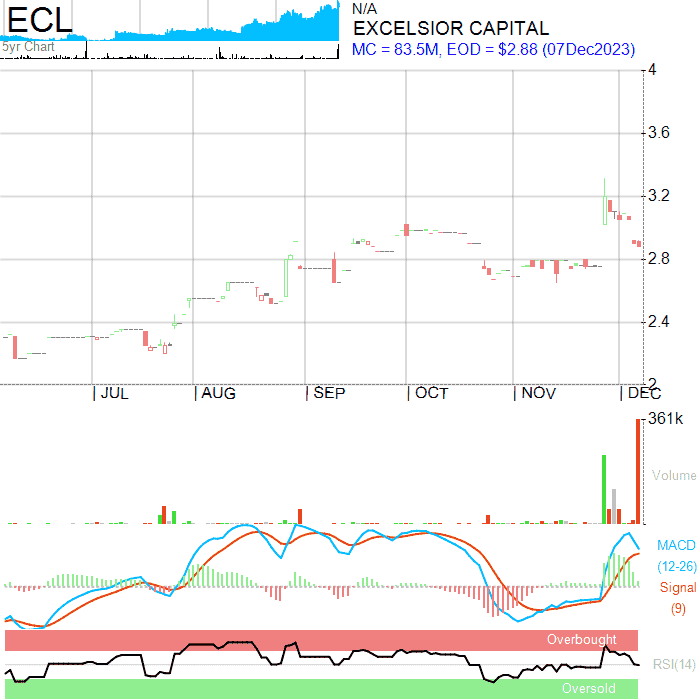 ECL
5yr Chart
N/A
EXCELSIOR CAPITAL
MC = 83.5M, EOD = $2.88 (07Dec2023)
4
3.6
3.2
2.8
2.4
2
JUL AUG SEP OCT NOV DEC
361k
Volume
MACD
(12-26)
Signal
(9)
Overbought
RSI(14)
Oversold